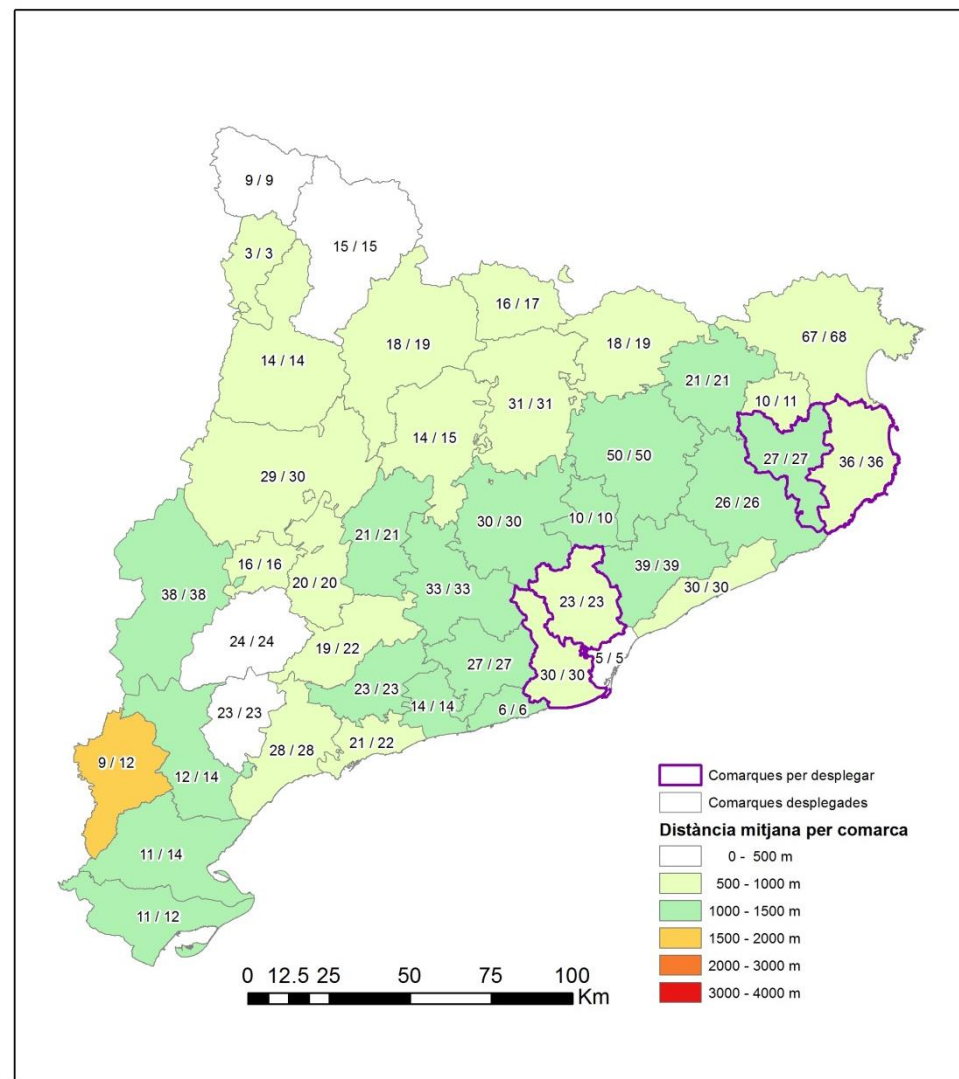 9 / 9
15 / 15
3 / 3
16 / 17
67 / 68
18 / 19
18 / 19
14 / 14
21 / 21
10 / 11
31 / 31
14 / 15
27 / 27
36 / 36
50 / 50
29 / 30
26 / 26
10 / 10
30 / 30
21 / 21
16 / 16
39 / 39
20 / 20
38 / 38
33 / 33
30 / 30
23 / 23
24 / 24
19 / 22
5 / 5
27 / 27
30 / 30
23 / 23
23 / 23
14 / 14
6 / 6
28 / 28
21 / 22
9 / 12
12 / 14
11 / 14
11 / 12
Comarques per desplegar
Comarques desplegades
Distància mitjana per comarca
0 - 500 m
500 - 1000 m
1000 - 1500 m
1500 - 2000 m
2000 - 3000 m
3000 - 4000 m
0 12.5 25 50 75 100
Km